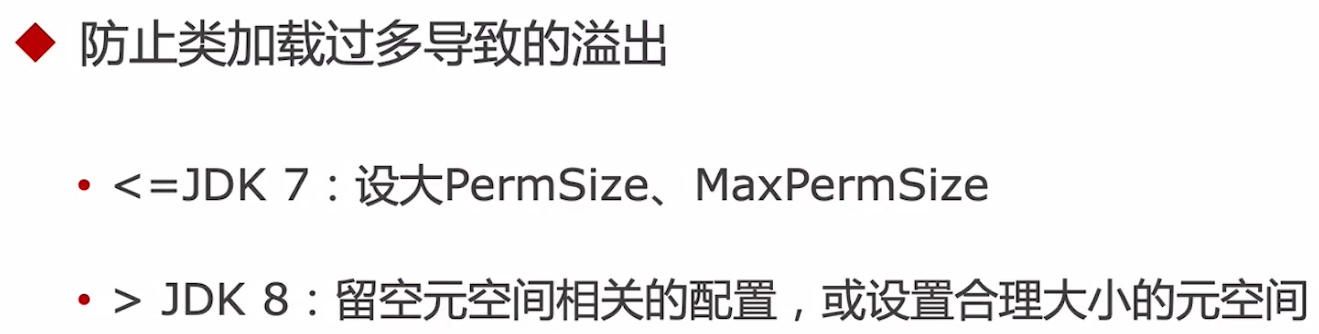 ◆ 防止类加载过多导致的溢出
• <=JDK 7：设大PermSize、MaxPermSize
• > JDK 8：留空元空间相关的配置，或设置合理大小的元空间